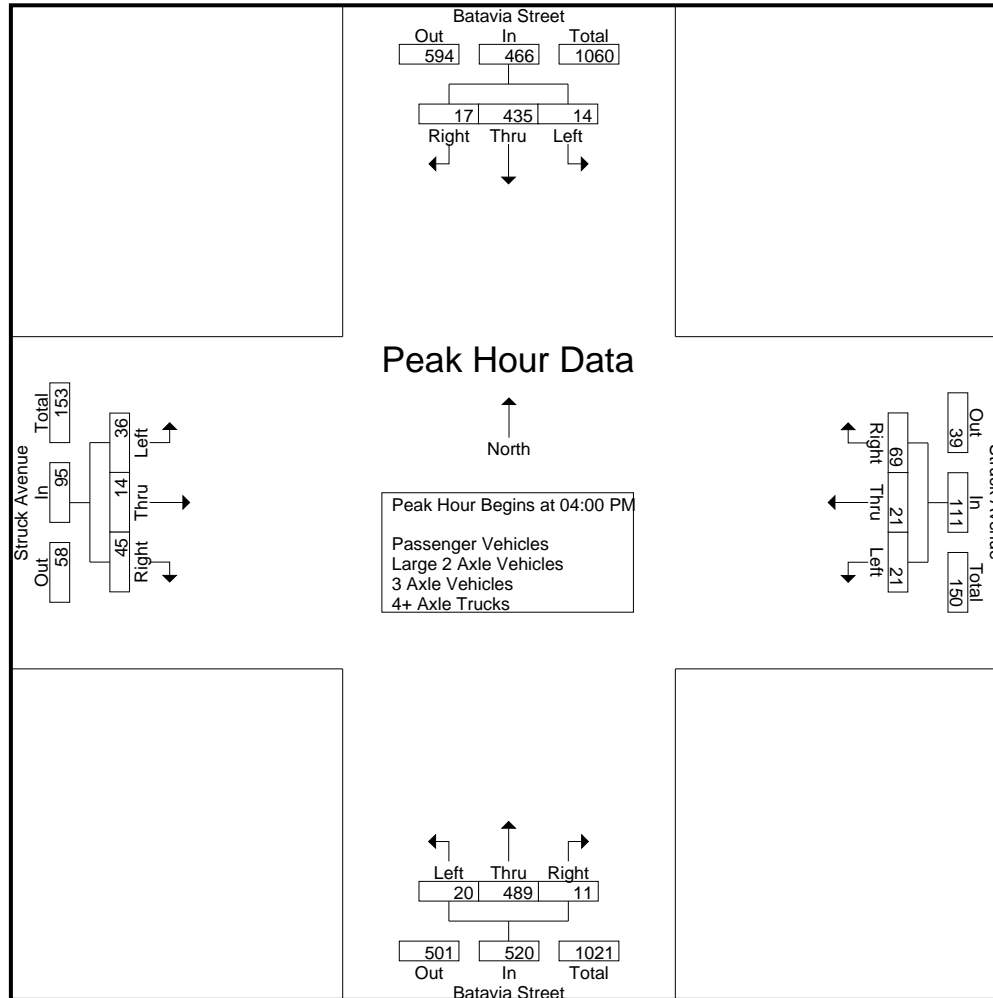 Batavia Street
Out In Total
594 466 1060
17 435 14
Right Thru Left
Peak Hour Data
North
Peak Hour Begins at 04:00 PM
Passenger Vehicles
Large 2 Axle Vehicles
3 Axle Vehicles
4+ Axle Trucks
Struck Avenue
Total In Out
153 95 58
36 14 45
Left Thru Right
Right Thru Left
69 21 21
Out In Total
39 111 150
Struck Avenue
Left Thru Right
20 489 11
501 520 1021
Out In Total
Batavia Street